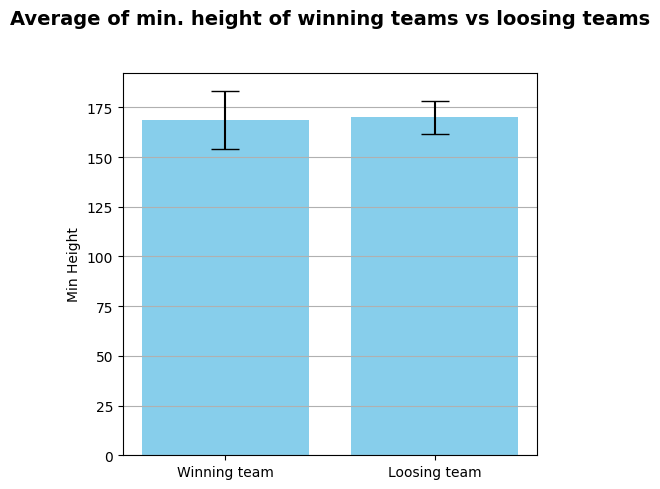 Average of min. height of winning teams vs loosing teams
175
150
125
100
75
50
25
0
Min Height
Winning team
Loosing team